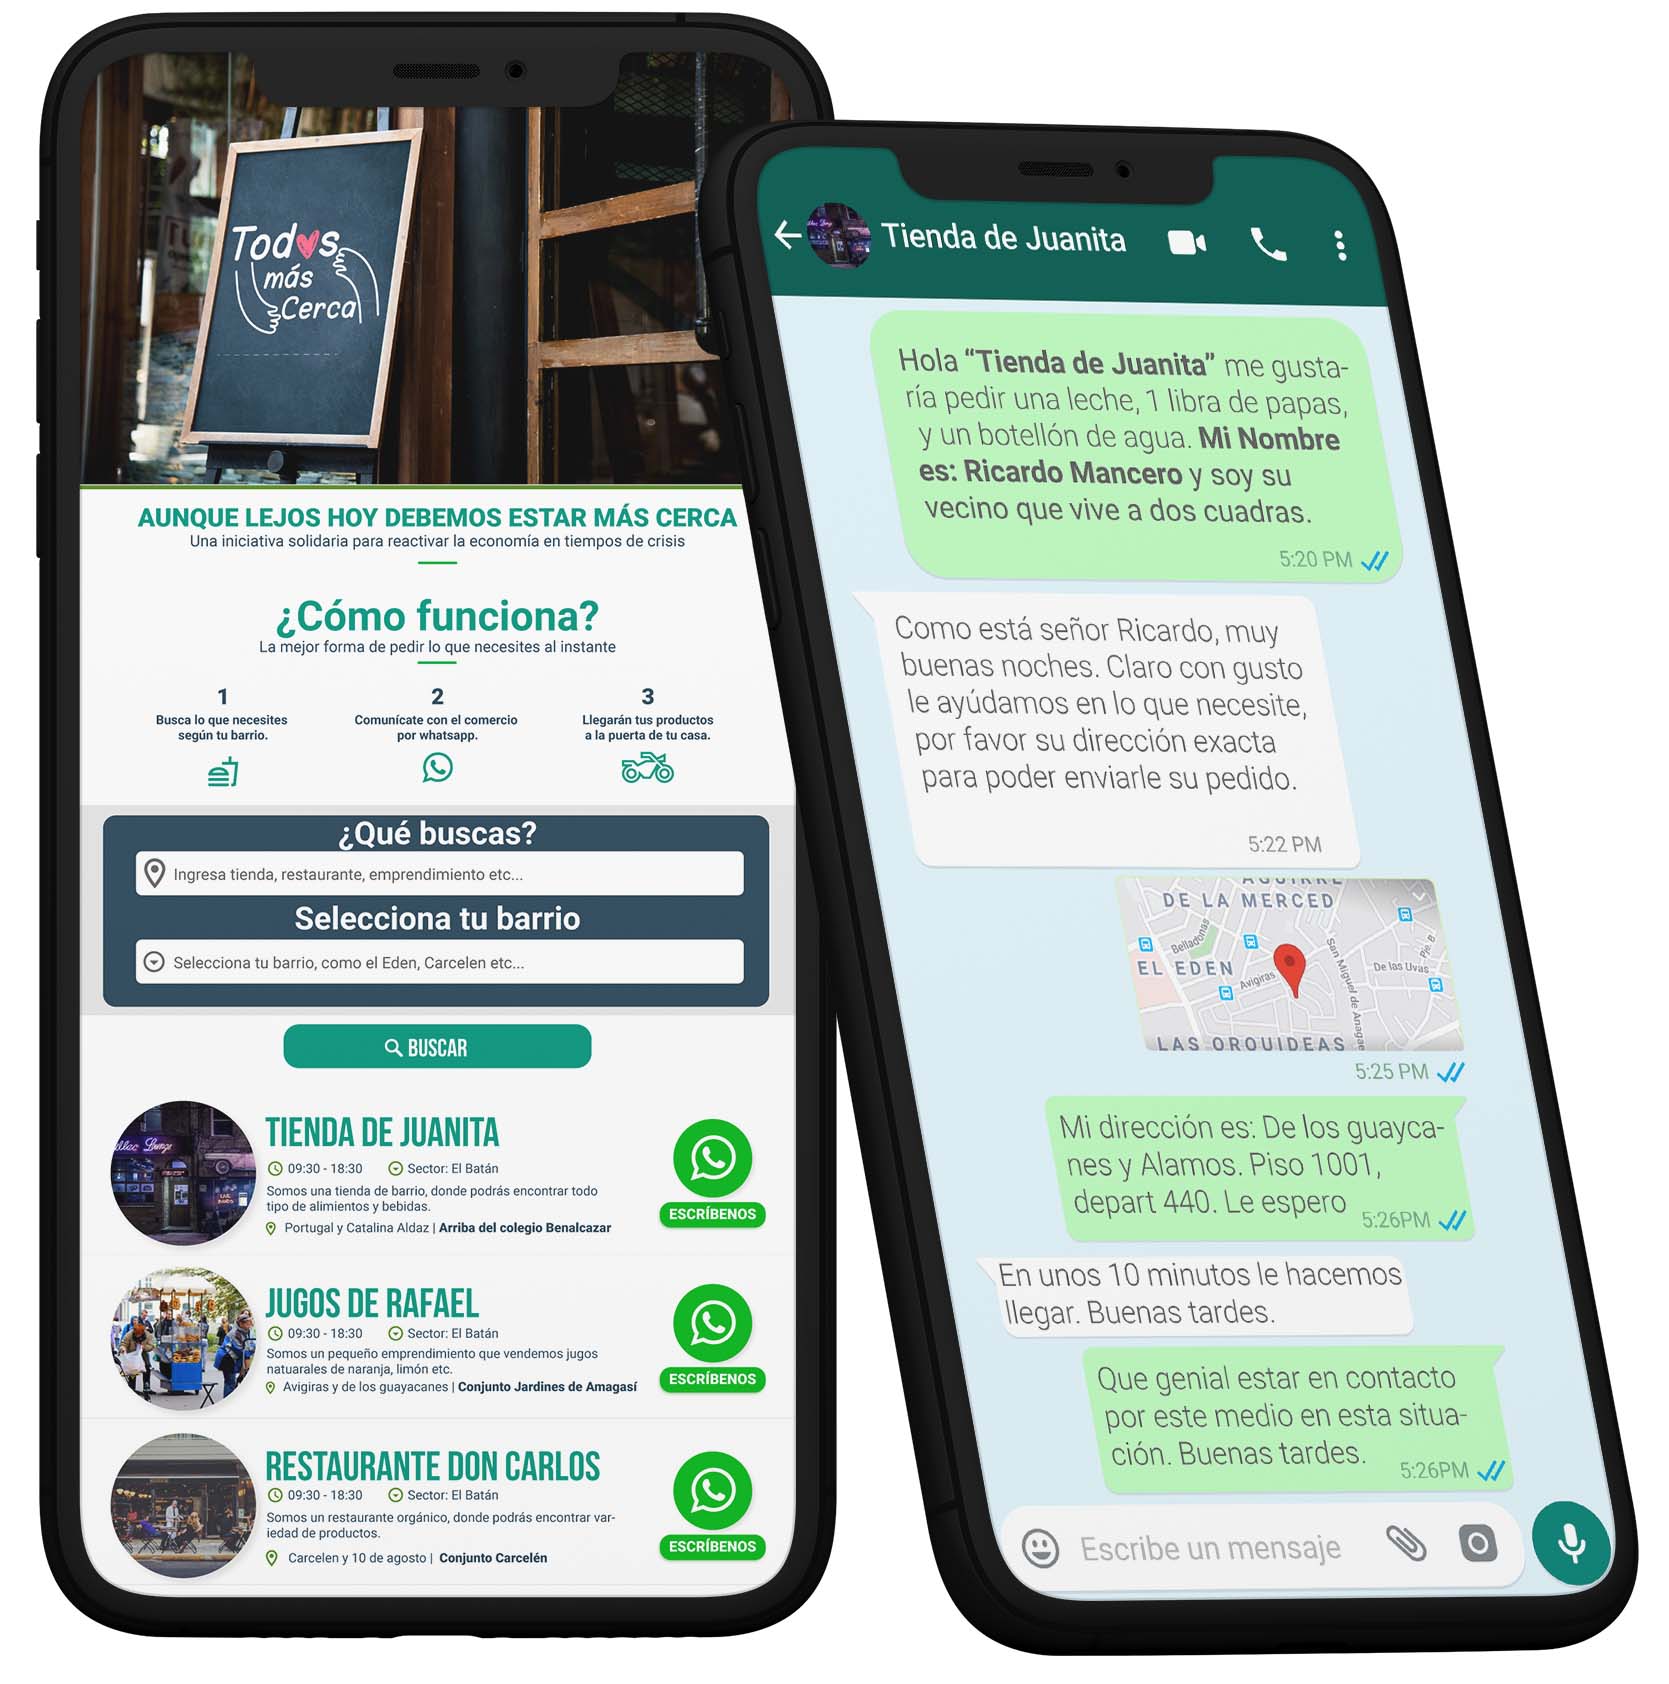 Todos
más
Cerca
AUNQUE LEJOS HOY DEBEMOS ESTAR MÁS CERCA
Una iniciativa solidaria para reactivar la economía en tiempos de crisis
¿Cómo funciona?
La mejor forma de pedir lo que necesites al instante
1
Busca lo que necesites
según tu barrio.
2
Comunícate con el comercio
por whatsapp.
3
Llegarán tus productos
a la puerta de tu casa.
¿Qué buscas?
Ingresa tienda, restaurante, emprendimiento etc...
Selecciona tu barrio
Selecciona tu barrio, como el Eden, Carcelen etc...
BUSCAR
TIENDA DE JUANITA
09:30 - 18:30 Sector: El Batán
Somos una tienda de barrio, donde podrás encontrar todo
tipo de alimientos y bebidas.
Portugal y Catalina Aldaz | Arriba del colegio Benalcazar
ESCRÍBENOS
JUGOS DE RAFAEL
09:30 - 18:30 Sector: El Batán
Somos un pequeño emprendimiento que vendemos jugos
natuarales de naranja, limón etc.
Avigiras y de los guayacanes | Conjunto Jardines de Amagasí
ESCRÍBENOS
RESTAURANTE DON CARLOS
09:30 - 18:30 Sector: El Batán
Somos un restaurante orgánico, donde podrás encontrar var-
iedad de productos.
Carcelen y 10 de agosto | Conjunto Carcelén
ESCRÍBENOS
Tienda de Juanita
Hola “Tienda de Juanita” me gusta-
ría pedir una leche, 1 libra de papas,
y un botellón de agua. Mi Nombre
es: Ricardo Mancero y soy su
vecino que vive a dos cuadras.
5:20 PM
Como está señor Ricardo, muy
buenas noches. Claro con gusto
le ayúdamos en lo que necesite,
por favor su dirección exacta
para poder enviarle su pedido.
5:22 PM
AGUIRRE
DE LA MERCED
Belladonas
EL EDEN
Avigiras
San Miguel de Anagae
De las Uvas
Pje. B
LAS ORQUIDEAS
5:25 PM
Mi dirección es: De los guayca-
nes y Alamos. Piso 1001,
depart 440. Le espero
5:26PM
En unos 10 minutos le hacemos
llegar. Buenas tardes.
Que genial estar en contacto
por este medio en esta situa-
ción. Buenas tardes.
5:26PM
Escribe un mensaje